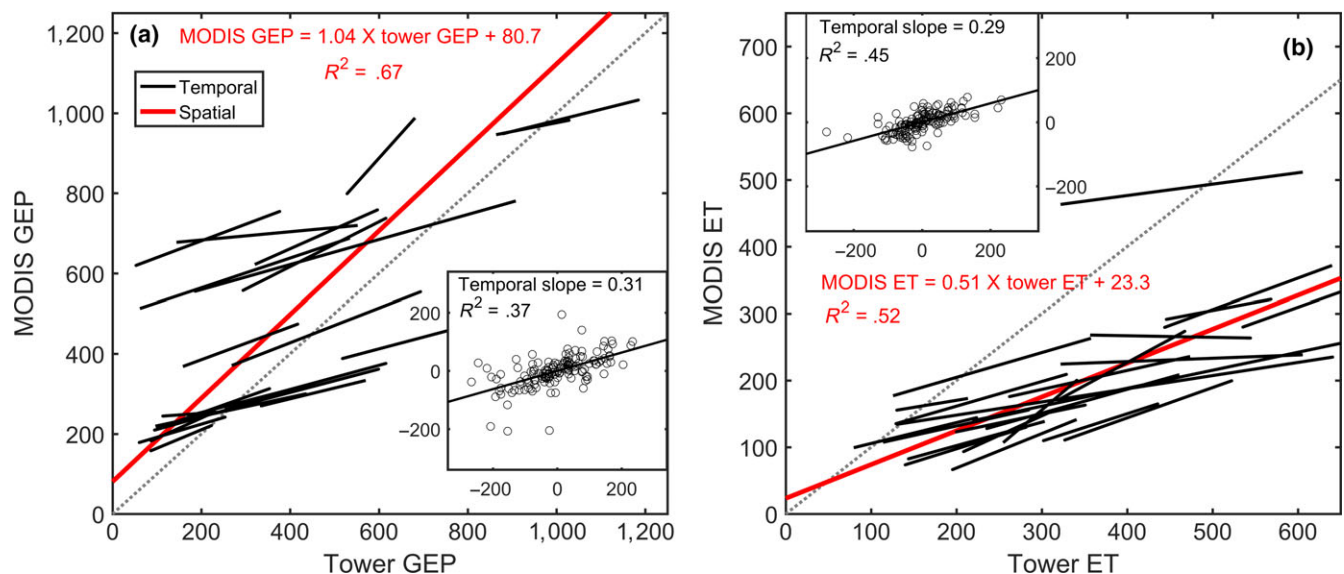 (a)
MODIS GEP = 1.04 X tower GEP + 80.7
R² = .67
Temporal
Spatial
1,200
1,000
800
600
400
200
0
MODIS GEP
0 200 400 600 800 1,000 1,200
Tower GEP
Temporal slope = 0.31
R² = .37
200
0
−200
−200 0 200
(b)
Temporal slope = 0.29
R² = .45
200
0
−200
−200 0 200
MODIS ET = 0.51 X tower ET + 23.3
R² = .52
700
600
500
400
300
200
100
0
MODIS ET
0 100 200 300 400 500 600
Tower ET